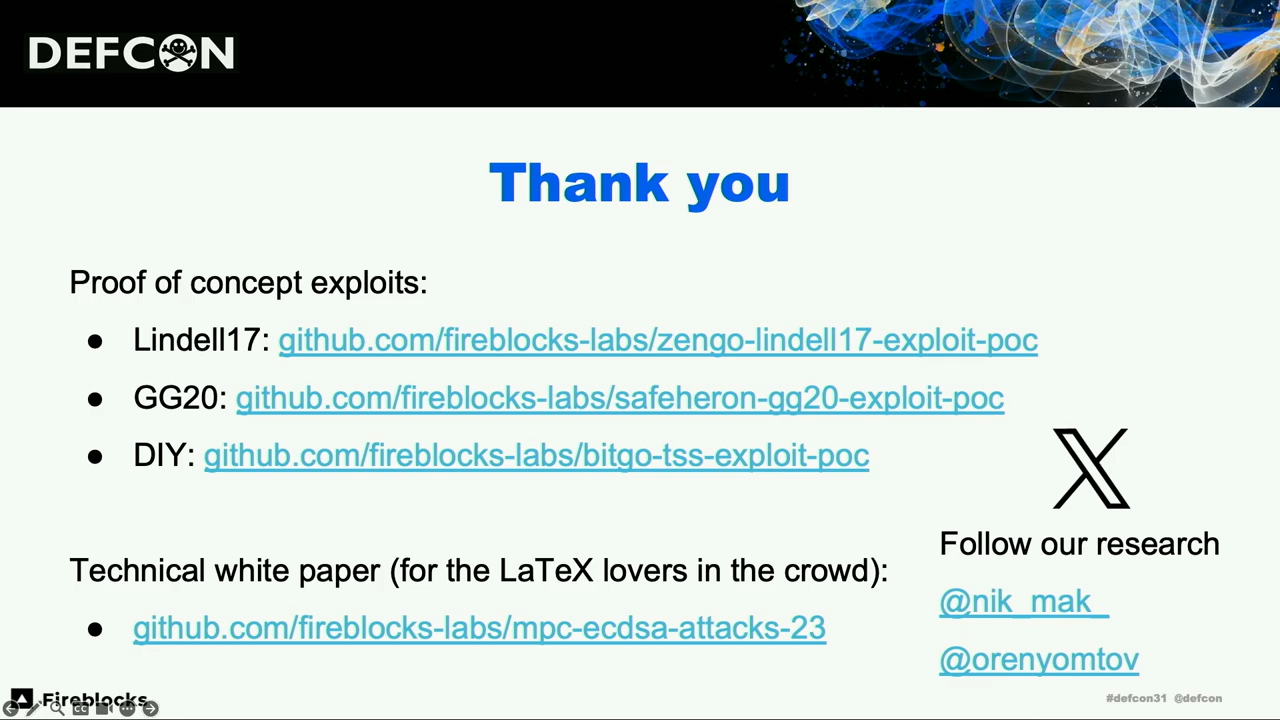 DEFCON
Thank you
Proof of concept exploits:
● Lindell17: github.com/fireblocks-labs/zengo-lindell17-exploit-poc
● GG20: github.com/fireblocks-labs/safeheron-gg20-exploit-poc
● DIY: github.com/fireblocks-labs/bitgo-tss-exploit-poc
Technical white paper (for the LaTeX lovers in the crowd):
● github.com/fireblocks-labs/mpc-ecdsa-attacks-23
X
Follow our research
@nik_mak_
@orenyomtov
Fireblocks
CC
#defcon31 @defcon